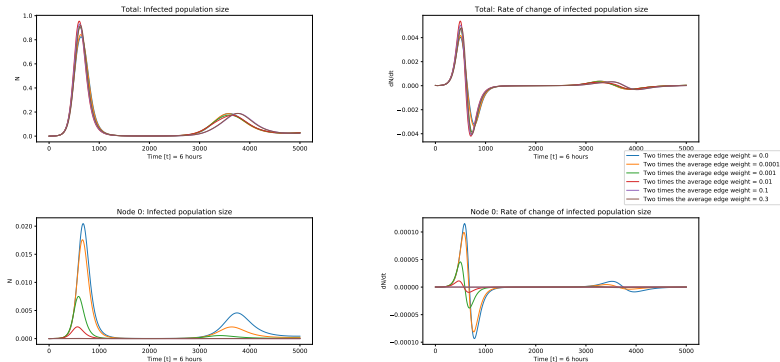 Total: Infected population size
1.0
0.8
0.6
0.4
0.2
0.0
N
0 1000 2000 3000 4000 5000
Time [t] = 6 hours
Total: Rate of change of infected population size
0.004
0.002
0.000
−0.002
−0.004
dN/dt
0 1000 2000 3000 4000 5000
Time [t] = 6 hours
Two times the average edge weight = 0.0
Two times the average edge weight = 0.0001
Two times the average edge weight = 0.001
Two times the average edge weight = 0.01
Two times the average edge weight = 0.1
Two times the average edge weight = 0.3
Node 0: Infected population size
0.020
0.015
0.010
0.005
0.000
N
0 1000 2000 3000 4000 5000
Time [t] = 6 hours
Node 0: Rate of change of infected population size
0.00010
0.00005
0.00000
−0.00005
−0.00010
dN/dt
0 1000 2000 3000 4000 5000
Time [t] = 6 hours